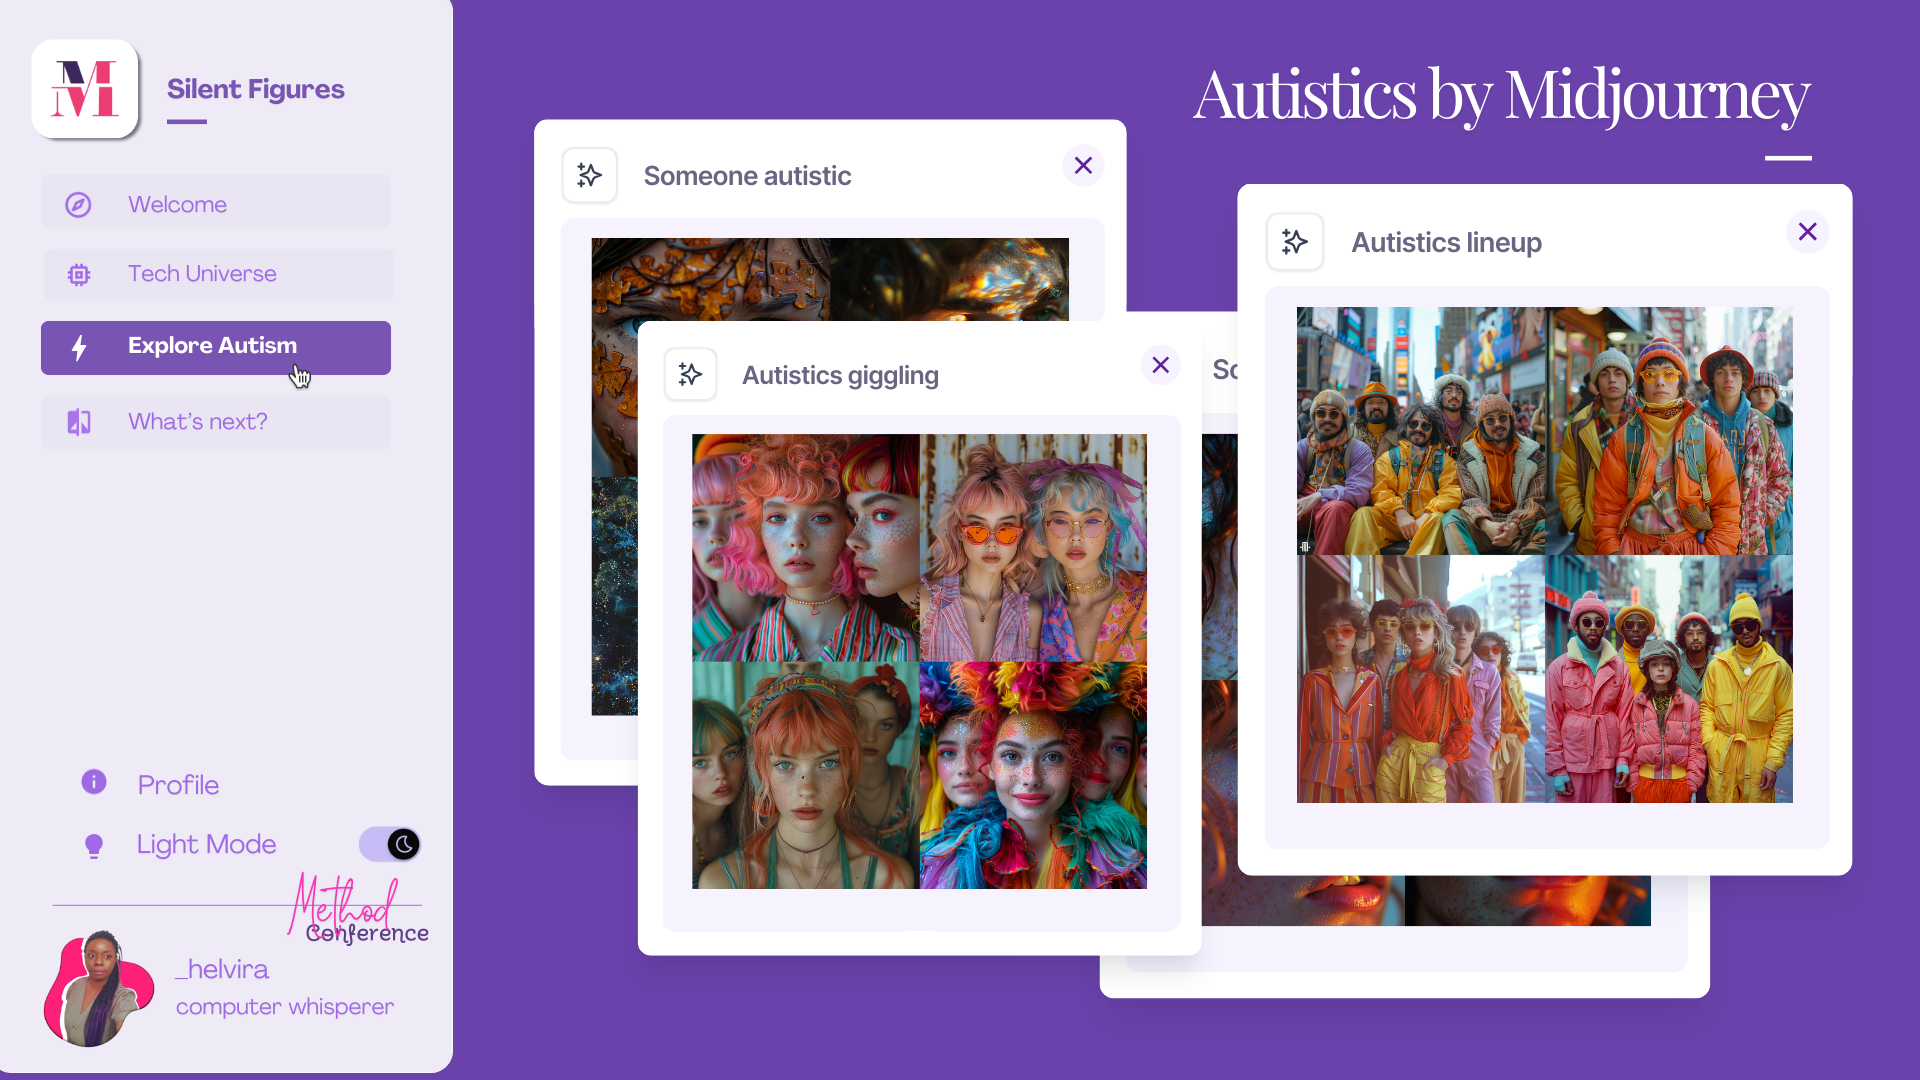 M
Silent Figures
Welcome
Tech Universe
Explore Autism
What's next?
Profile
Light Mode
Method
Conference
_helvira
computer whisperer
Autistics by Midjourney
Someone autistic
Autistics giggling
So
Autistics lineup